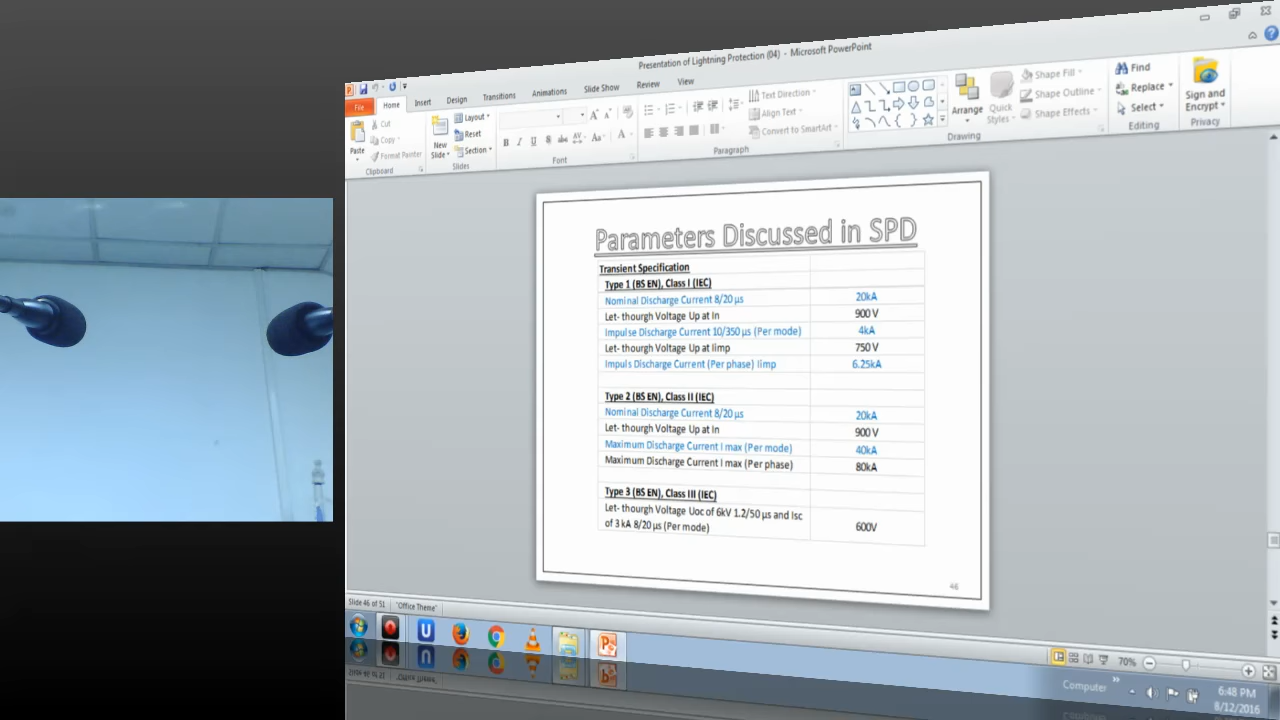 Presentation of Lightning Protection (04) - Microsoft PowerPoint
File Home Insert Design Transitions Animations Slide Show Review View
Paste
Cut
Copy
Format Painter
Clipboard
New Slide
Layout
Reset
Section
Slides
Font
Text Direction
Align Text
Convert to SmartArt
Paragraph
Arrange
Quick Styles
Shape Fill
Shape Outline
Shape Effects
Drawing
Find
Replace
Select
Editing
Sign and Encrypt
Privacy
Parameters Discussed in SPD
Transient Specification
Type 1 (BS EN), Class I (IEC)
Nominal Discharge Current 8/20 µs 20kA
Let- thourgh Voltage Up at In 900 V
Impulse Discharge Current 10/350 µs (Per mode) 4kA
Let- thourgh Voltage Up at Iimp 750 V
Impuls Discharge Current (Per phase) Iimp 6.25kA
Type 2 (BS EN), Class II (IEC)
Nominal Discharge Current 8/20 µs 20kA
Let- thourgh Voltage Up at In 900 V
Maximum Discharge Current I max (Per mode) 40kA
Maximum Discharge Current I max (Per phase) 80kA
Type 3 (BS EN), Class III (IEC)
Let- thourgh Voltage Uoc of 6kV 1.2/50 µs and Isc
of 3 kA 8/20 µs (Per mode) 600V
46
Slide 46 of 51 "Office Theme"
70%
Computer
6:48 PM
8/12/2016